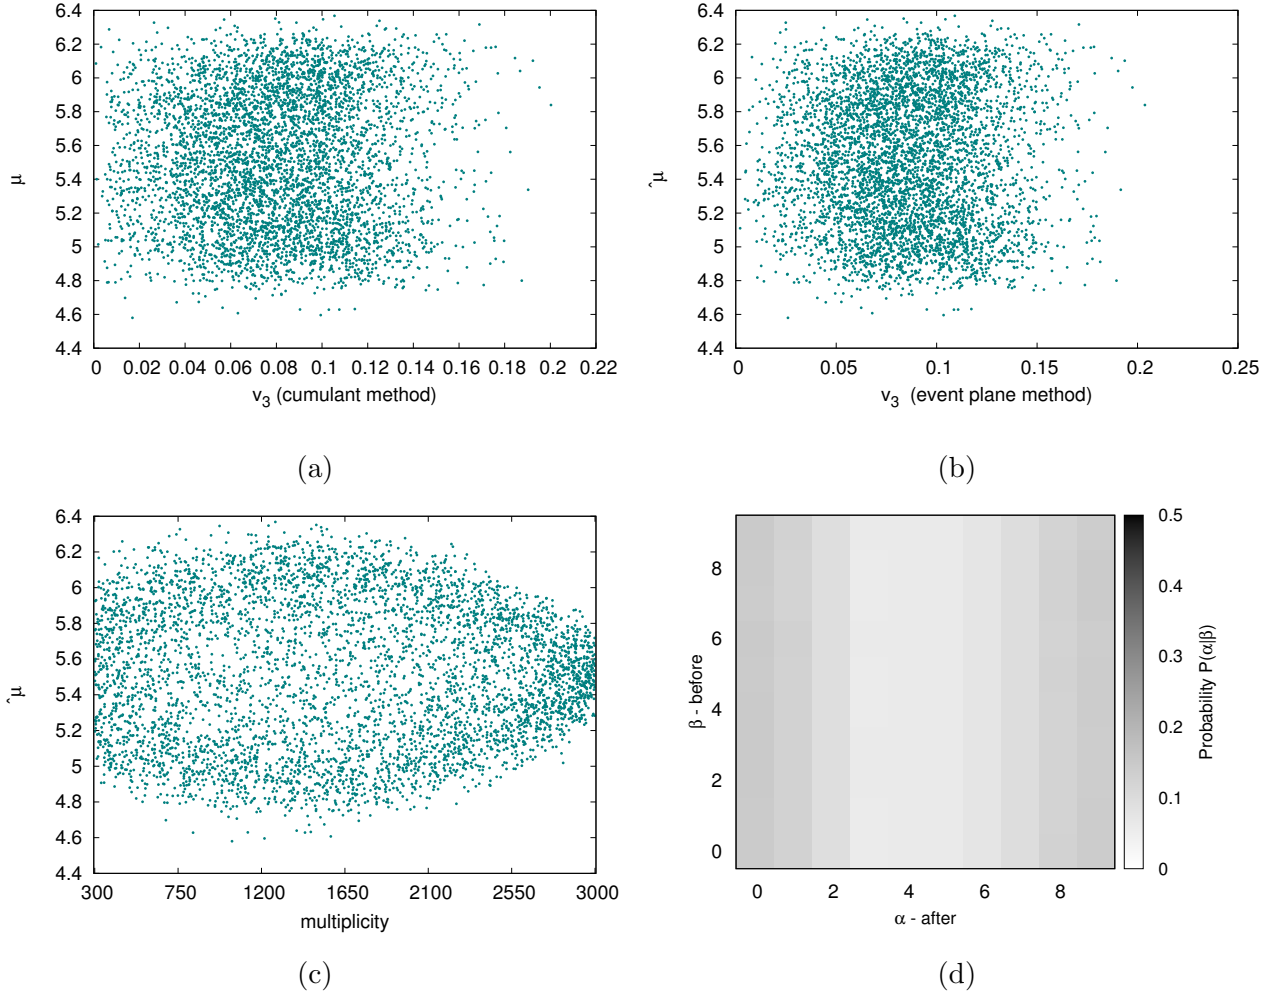 6.4
6.2
6
5.8
5.6
5.4
5.2
5
4.8
4.6
4.4
μ
0 0.02 0.04 0.06 0.08 0.1 0.12 0.14 0.16 0.18 0.2 0.22
v3 (cumulant method)
(a)
6.4
6.2
6
5.8
5.6
5.4
5.2
5
4.8
4.6
4.4
μ̂
0 0.05 0.1 0.15 0.2 0.25
v3 (event plane method)
(b)
6.4
6.2
6
5.8
5.6
5.4
5.2
5
4.8
4.6
4.4
μ̂
300 750 1200 1650 2100 2550 3000
multiplicity
(c)
8
6
4
2
0
β - before
0 2 4 6 8
α - after
0.5
0.4
0.3
0.2
0.1
0
Probability P(α|β)
(d)